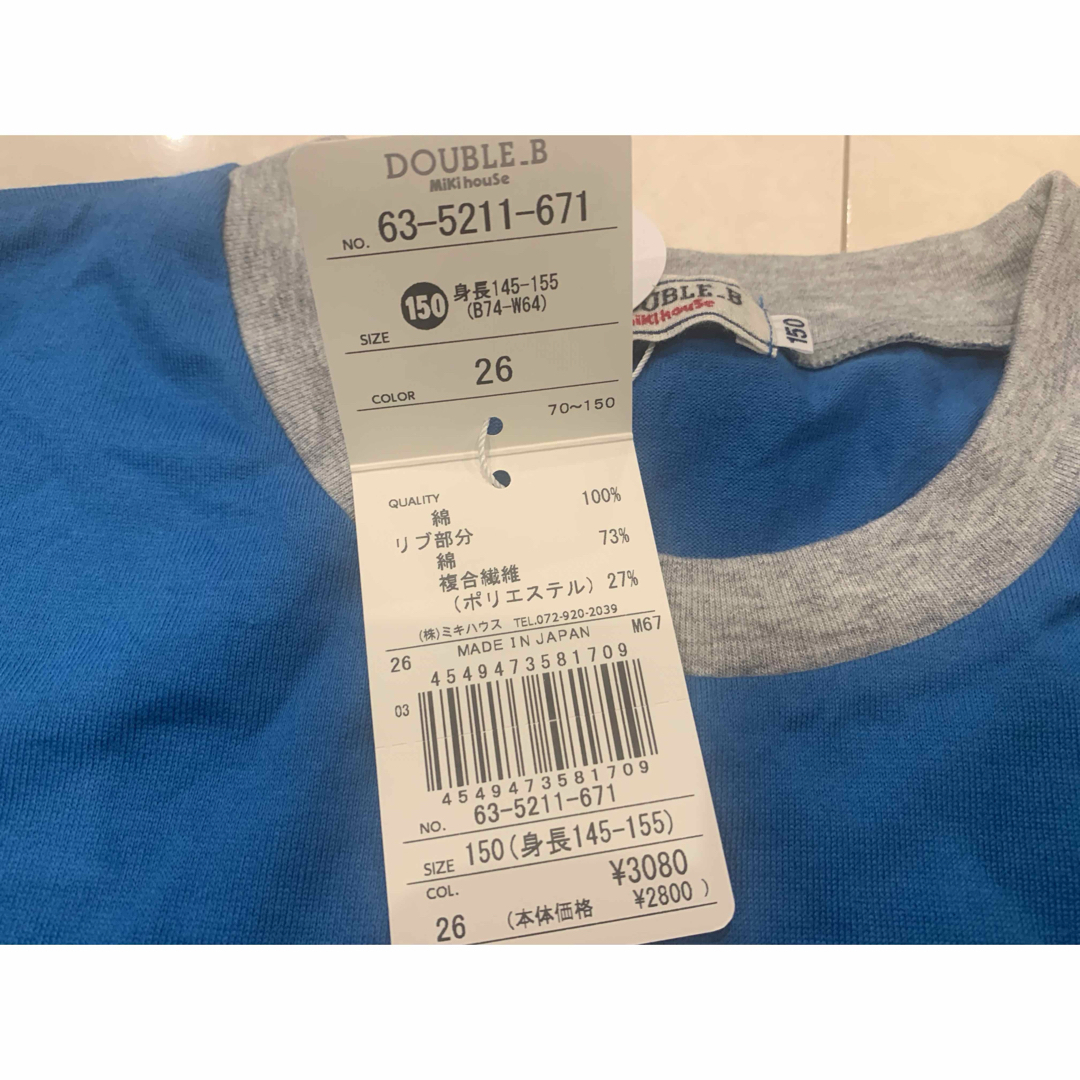 DOUBLE_B
MiKi houSe
NO. 63-5211-671
SIZE 150 身長145-155
(B74-W64)
COLOR 26
70～150
QUALITY
綿 100%
リブ部分
綿 73%
複合繊維
(ポリエステル) 27%
(株)ミキハウス TEL.072-920-2039
MADE IN JAPAN M67
26
4549473581709
03
4549473581709
NO. 63-5211-671
SIZE 150(身長145-155)
COL. ¥3080
26 (本体価格 ¥2800 )
OUBLE_B
MiKi houSe
150